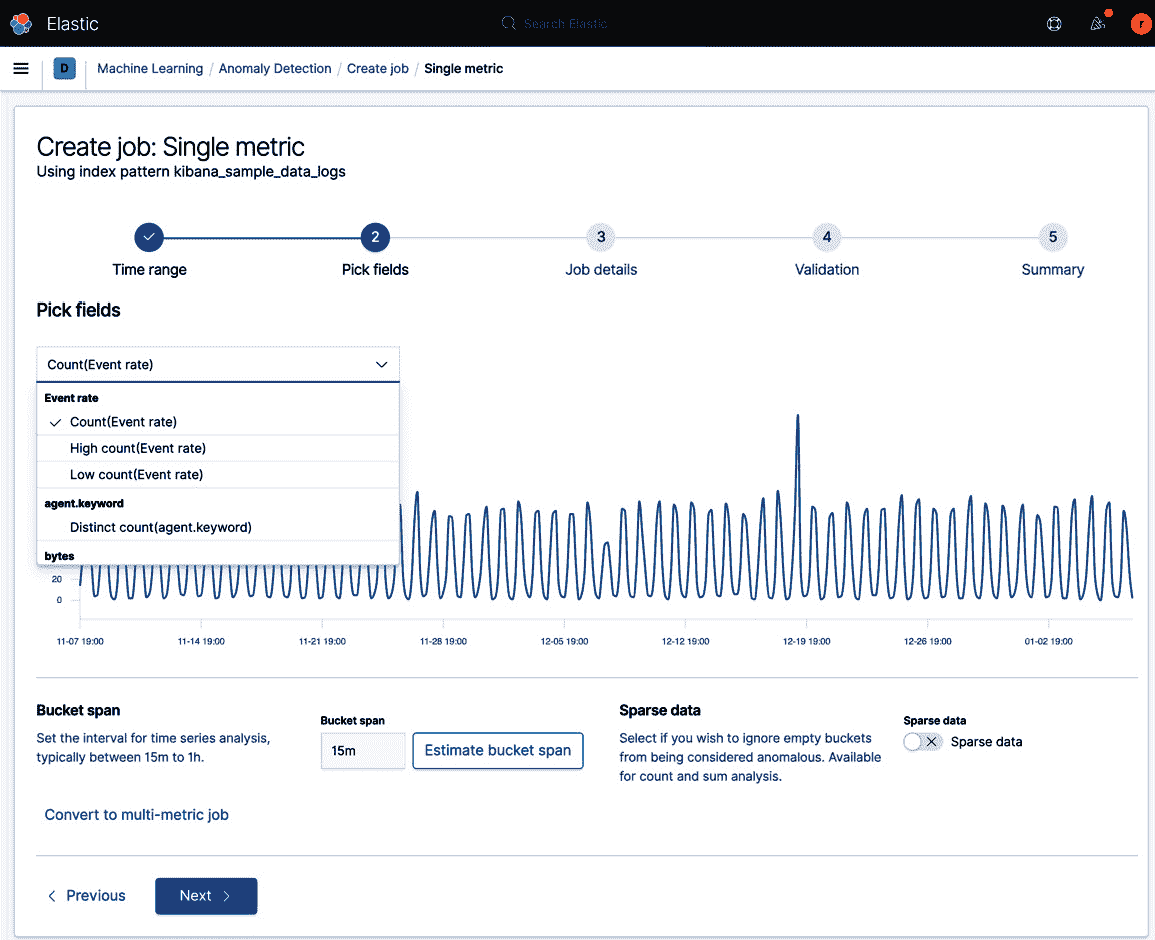 Elastic
Search Elastic
r
D
Machine Learning / Anomaly Detection / Create job / Single metric
Create job: Single metric
Using index pattern kibana_sample_data_logs
2
3
4
5
Time range
Pick fields
Job details
Validation
Summary
Pick fields
Count(Event rate)
Event rate
Count(Event rate)
High count(Event rate)
Low count(Event rate)
agent.keyword
Distinct count(agent.keyword)
bytes
20
0
11-07 19:00
11-14 19:00
11-21 19:00
11-28 19:00
12-05 19:00
12-12 19:00
12-19 19:00
12-26 19:00
01-02 19:00
Bucket span
Set the interval for time series analysis,
typically between 15m to 1h.
Bucket span
15m
Estimate bucket span
Sparse data
Select if you wish to ignore empty buckets
from being considered anomalous. Available
for count and sum analysis.
Sparse data
Sparse data
Convert to multi-metric job
Previous
Next